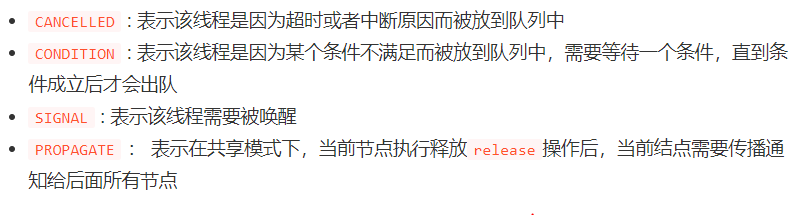 CANCELLED : 表示该线程是因为超时或者中断原因而被放到队列中
CONDITION : 表示该线程是因为某个条件不满足而被放到队列中，需要等待一个条件，直到条
件成立后才会出队
SIGNAL : 表示该线程需要被唤醒
PROPAGATE : 表示在共享模式下，当前节点执行释放 release 操作后，当前结点需要传播通
知给后面所有节点